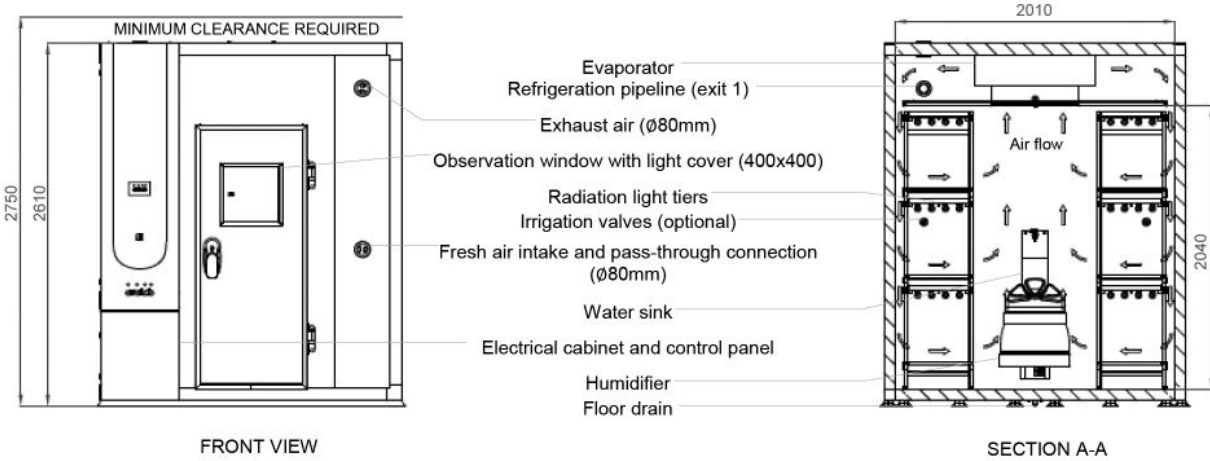 MINIMUM CLEARANCE REQUIRED
2750
2610
2010
Evaporator
Refrigeration pipeline (exit 1)
Exhaust air (Ø80mm)
Observation window with light cover (400x400)
Radiation light tiers
Irrigation valves (optional)
Fresh air intake and pass-through connection
(Ø80mm)
Water sink
Electrical cabinet and control panel
Humidifier
Floor drain
Air flow
2040
FRONT VIEW
SECTION A-A